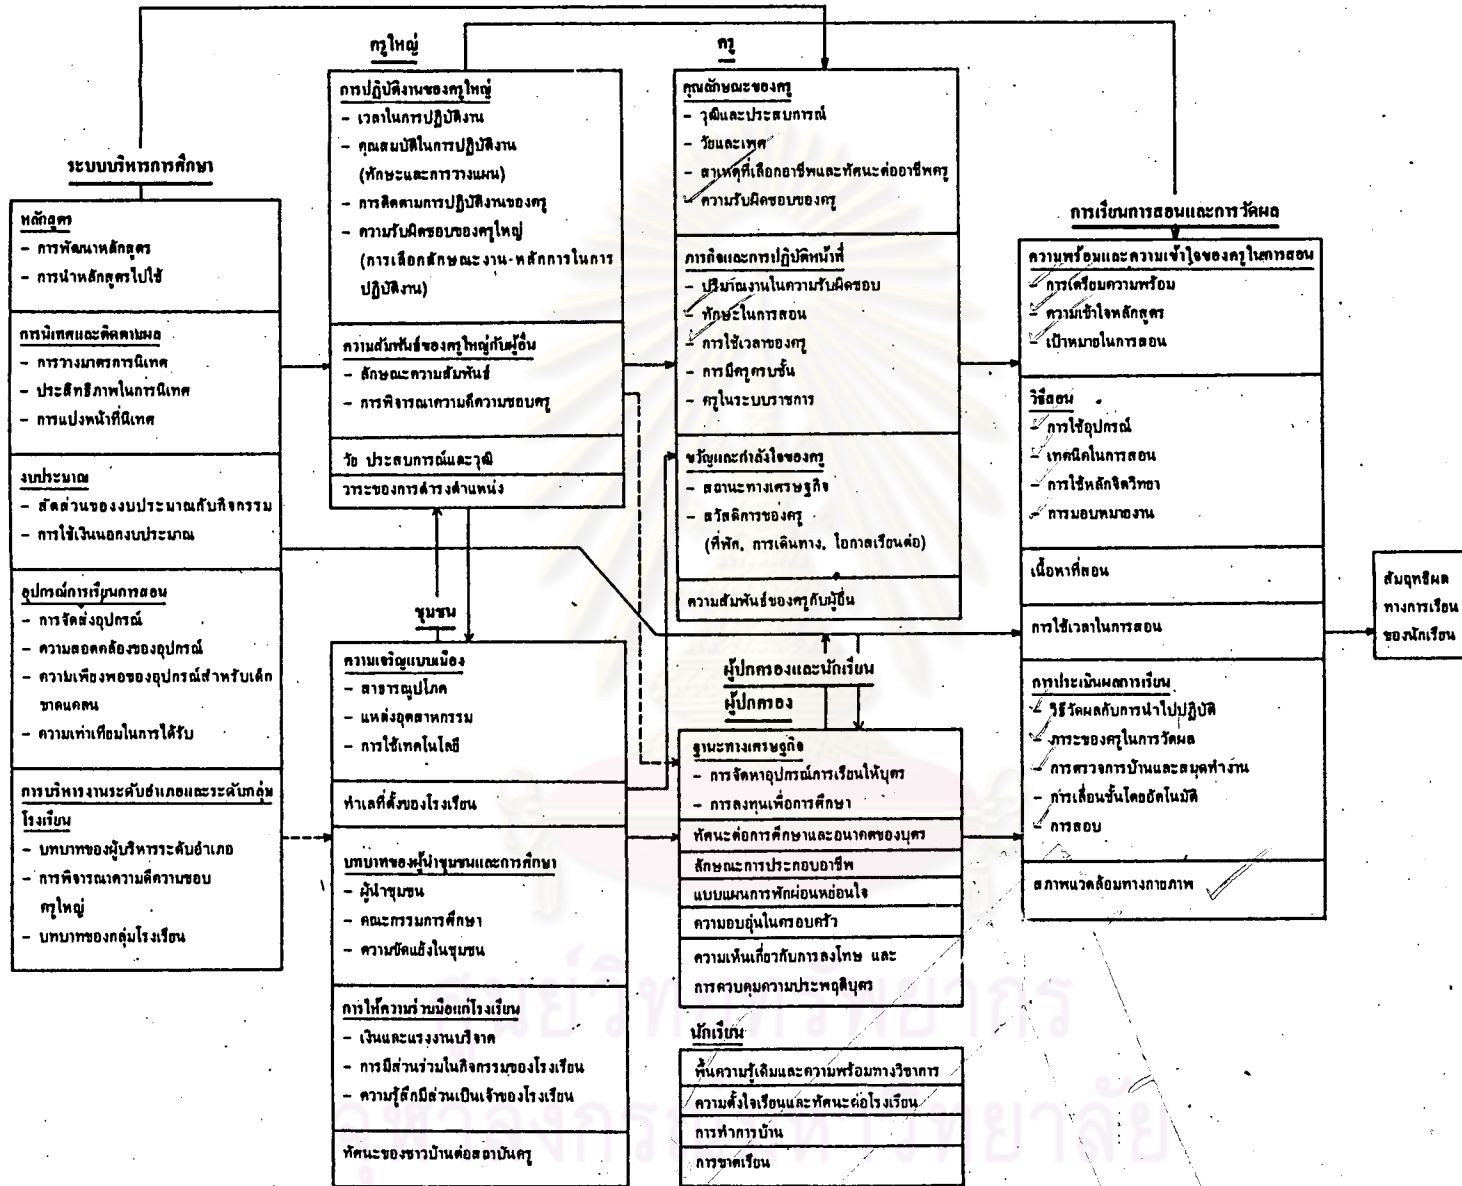 ระบบบริหารการศึกษา
หลักสูตร
- การพัฒนาหลักสูตร
- การนำหลักสูตรไปใช้
การนิเทศและติดตามผล
- การวางมาตรการนิเทศ
- ประสิทธิภาพในการนิเทศ
- การแบ่งหน้าที่นิเทศ
งบประมาณ
- สัดส่วนของงบประมาณกับกิจกรรม
- การใช้เงินนอกงบประมาณ
อุปกรณ์การเรียนการสอน
- การจัดส่งอุปกรณ์
- ความสอดคล้องของอุปกรณ์
- ความเพียงพอของอุปกรณ์สำหรับเด็ก
ขาดแคลน
- ความเท่าเทียมในการได้รับ
การบริหารงานระดับอำเภอและระดับกลุ่ม
โรงเรียน
- บทบาทของผู้บริหารระดับอำเภอ
- การพิจารณาความดีความชอบ
ครูใหญ่
- บทบาทของกลุ่มโรงเรียน
ครูใหญ่
การปฏิบัติงานของครูใหญ่
- เวลาในการปฏิบัติงาน
- คุณสมบัติในการปฏิบัติงาน
(ทักษะและการวางแผน)
- การติดตามการปฏิบัติงานของครู
- ความรับผิดชอบของครูใหญ่
(การเลือกลักษณะงาน-หลักการในการ
ปฏิบัติงาน)
ความสัมพันธ์ของครูใหญ่กับผู้อื่น
- ลักษณะความสัมพันธ์
- การพิจารณาความดีความชอบครู
วัย ประสบการณ์และวุฒิ
วาระของการดำรงตำแหน่ง
ชุมชน
ความเจริญแบบเมือง
- สาธารณูปโภค
- แหล่งอุตสาหกรรม
- การใช้เทคโนโลยี
ทำเลที่ตั้งของโรงเรียน
บทบาทของผู้นำชุมชนและการศึกษา
- ผู้นำชุมชน
- คณะกรรมการศึกษา
- ความขัดแย้งในชุมชน
การให้ความร่วมมือแก่โรงเรียน
- เงินและแรงงานบริจาค
- การมีส่วนร่วมในกิจกรรมของโรงเรียน
- ความรู้สึกมีส่วนเป็นเจ้าของโรงเรียน
ทัศนะของชาวบ้านต่อสถาบันครู
ครู
คุณลักษณะของครู
- วุฒิและประสบการณ์
- วัยและเพศ
- สาเหตุที่เลือกอาชีพและทัศนะต่ออาชีพครู
- ความรับผิดชอบของครู
ภารกิจและการปฏิบัติหน้าที่
- ปริมาณงานในความรับผิดชอบ
- ทักษะในการสอน
- การใช้เวลาของครู
- การมีครูครบชั้น
- ครูในระบบราชการ
ขวัญและกำลังใจของครู
- สถานะทางเศรษฐกิจ
- สวัสดิการของครู
(ที่พัก, การเดินทาง, โอกาสเรียนต่อ)
ความสัมพันธ์ของครูกับผู้อื่น
ผู้ปกครองและนักเรียน
ผู้ปกครอง
ฐานะทางเศรษฐกิจ
- การจัดหาอุปกรณ์การเรียนให้บุตร
- การลงทุนเพื่อการศึกษา
ทัศนะต่อการศึกษาและอนาคตของบุตร
ลักษณะการประกอบอาชีพ
แบบแผนการพักผ่อนหย่อนใจ
ความอบอุ่นในครอบครัว
ความเห็นเกี่ยวกับการลงโทษ และ
การควบคุมความประพฤติบุตร
นักเรียน
พื้นความรู้เดิมและความพร้อมทางวิชาการ
ความตั้งใจเรียนและทัศนะต่อโรงเรียน
การทำการบ้าน
การขาดเรียน
การเรียนการสอนและการวัดผล
ความพร้อมและความเข้าใจของครูในการสอน
- การเตรียมความพร้อม
- ความเข้าใจหลักสูตร
- เป้าหมายในการสอน
วิธีสอน
- การใช้อุปกรณ์
- เทคนิคในการสอน
- การใช้หลักจิตวิทยา
- การมอบหมายงาน
เนื้อหาที่สอน
การใช้เวลาในการสอน
การประเมินผลการเรียน
- วิธีวัดผลกับการนำไปปฏิบัติ
- ภาระของครูในการวัดผล
- การตรวจการบ้านและสมุดทำงาน
- การเลื่อนชั้นโดยอัตโนมัติ
- การสอบ
สภาพแวดล้อมทางกายภาพ
สัมฤทธิผล
ทางการเรียน
ของนักเรียน
ศูนย์วิทยทรัพยากร
จุฬาลงกรณ์มหาวิทยาลัย